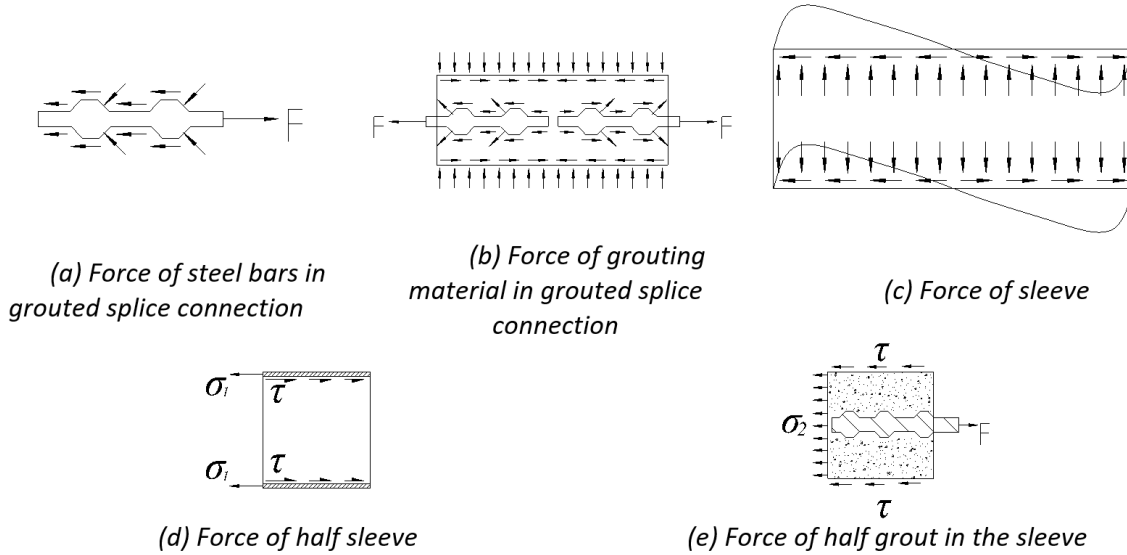 F
(a) Force of steel bars in
grouted splice connection
F F
(b) Force of grouting
material in grouted splice
connection
(c) Force of sleeve
σ1 τ
σ1 τ
(d) Force of half sleeve
τ
σ2 F
τ
(e) Force of half grout in the sleeve